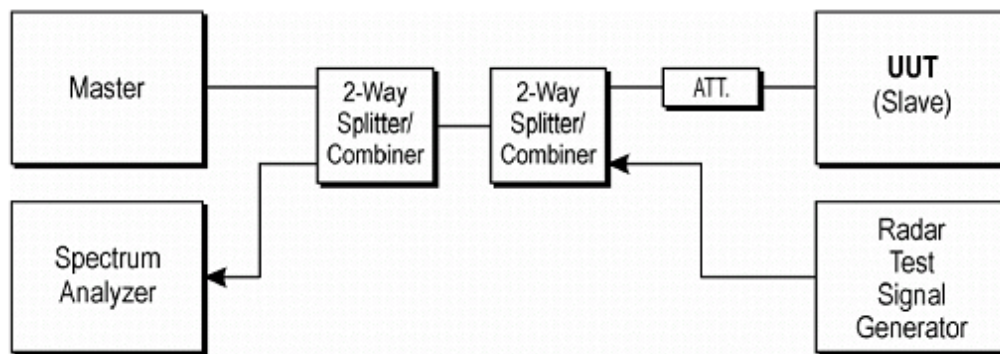 Master
2-Way
Splitter/
Combiner
2-Way
Splitter/
Combiner
ATT.
UUT
(Slave)
Spectrum
Analyzer
Radar
Test
Signal
Generator